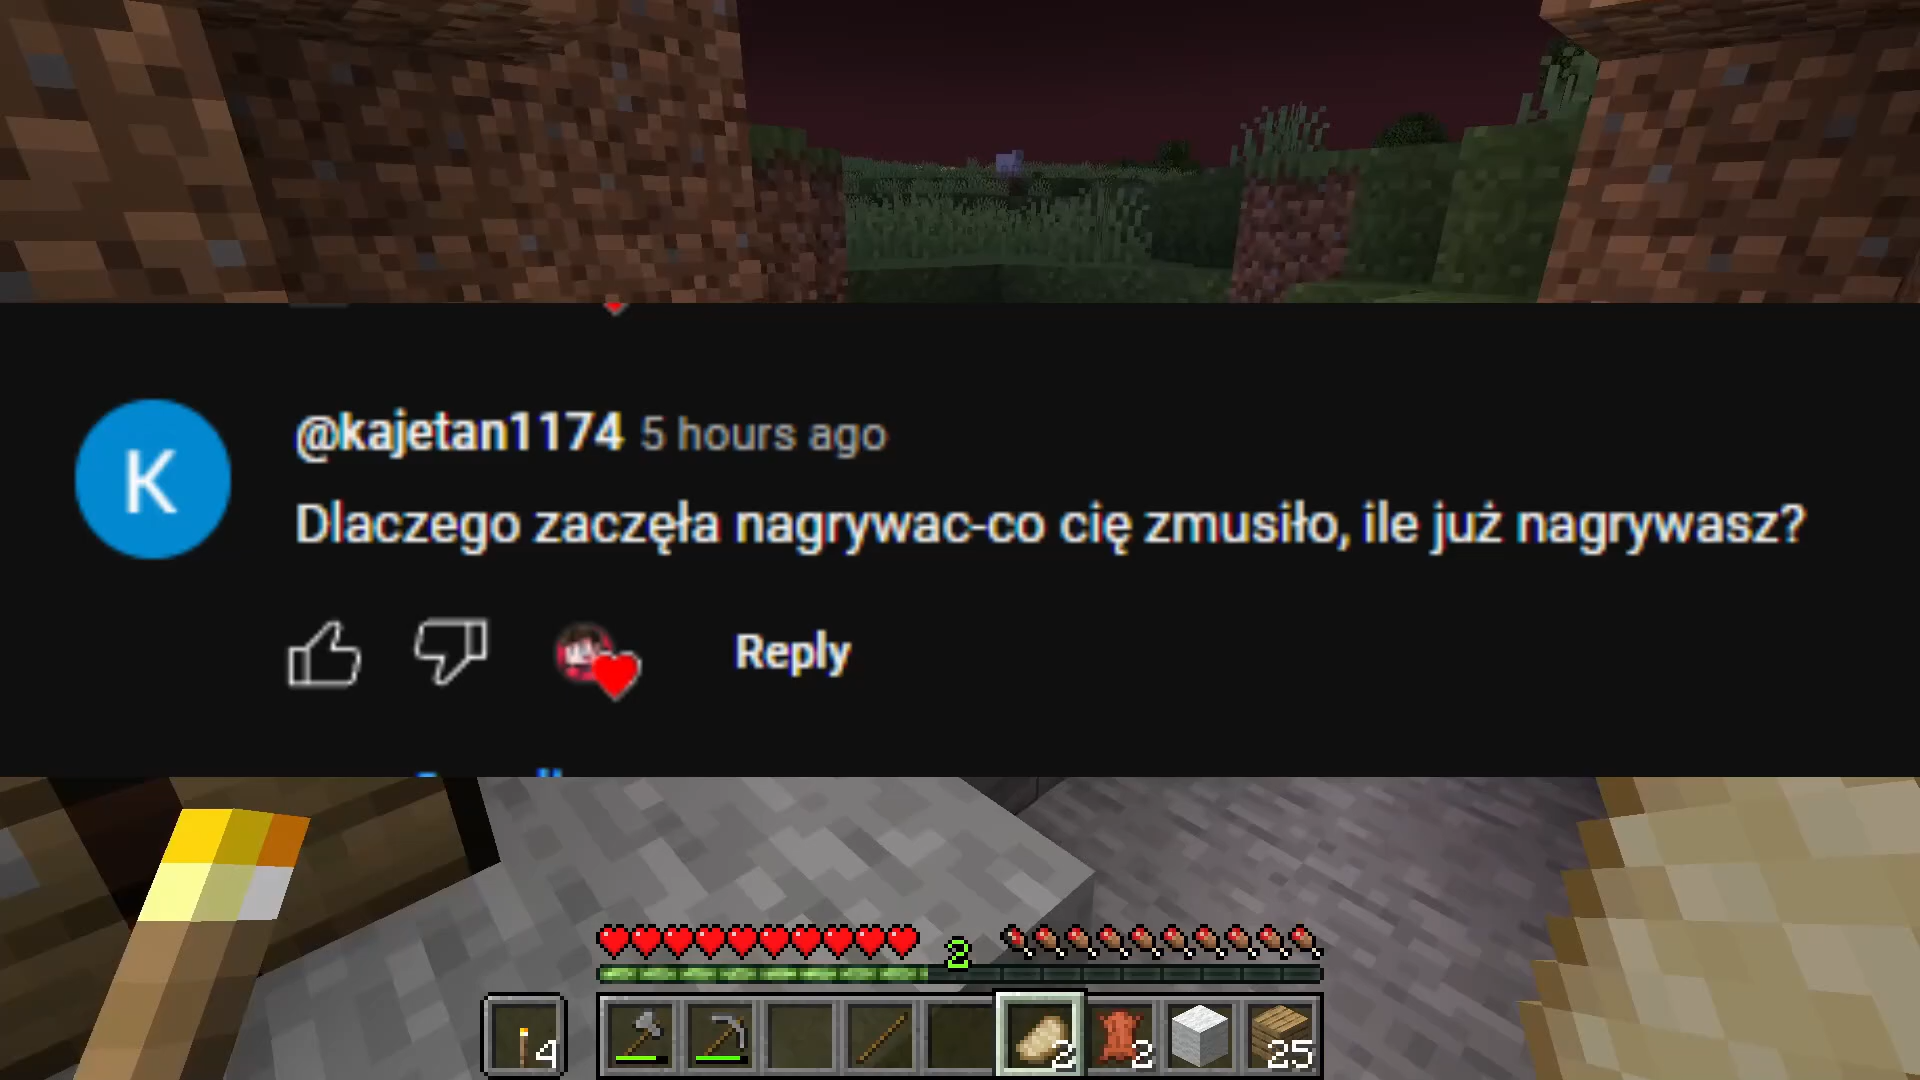 K
@kajetan1174 5 hours ago
Dlaczego zaczęła nagrywac-co cię zmusiło, ile już nagrywasz?
Reply
2
4
2
2
25